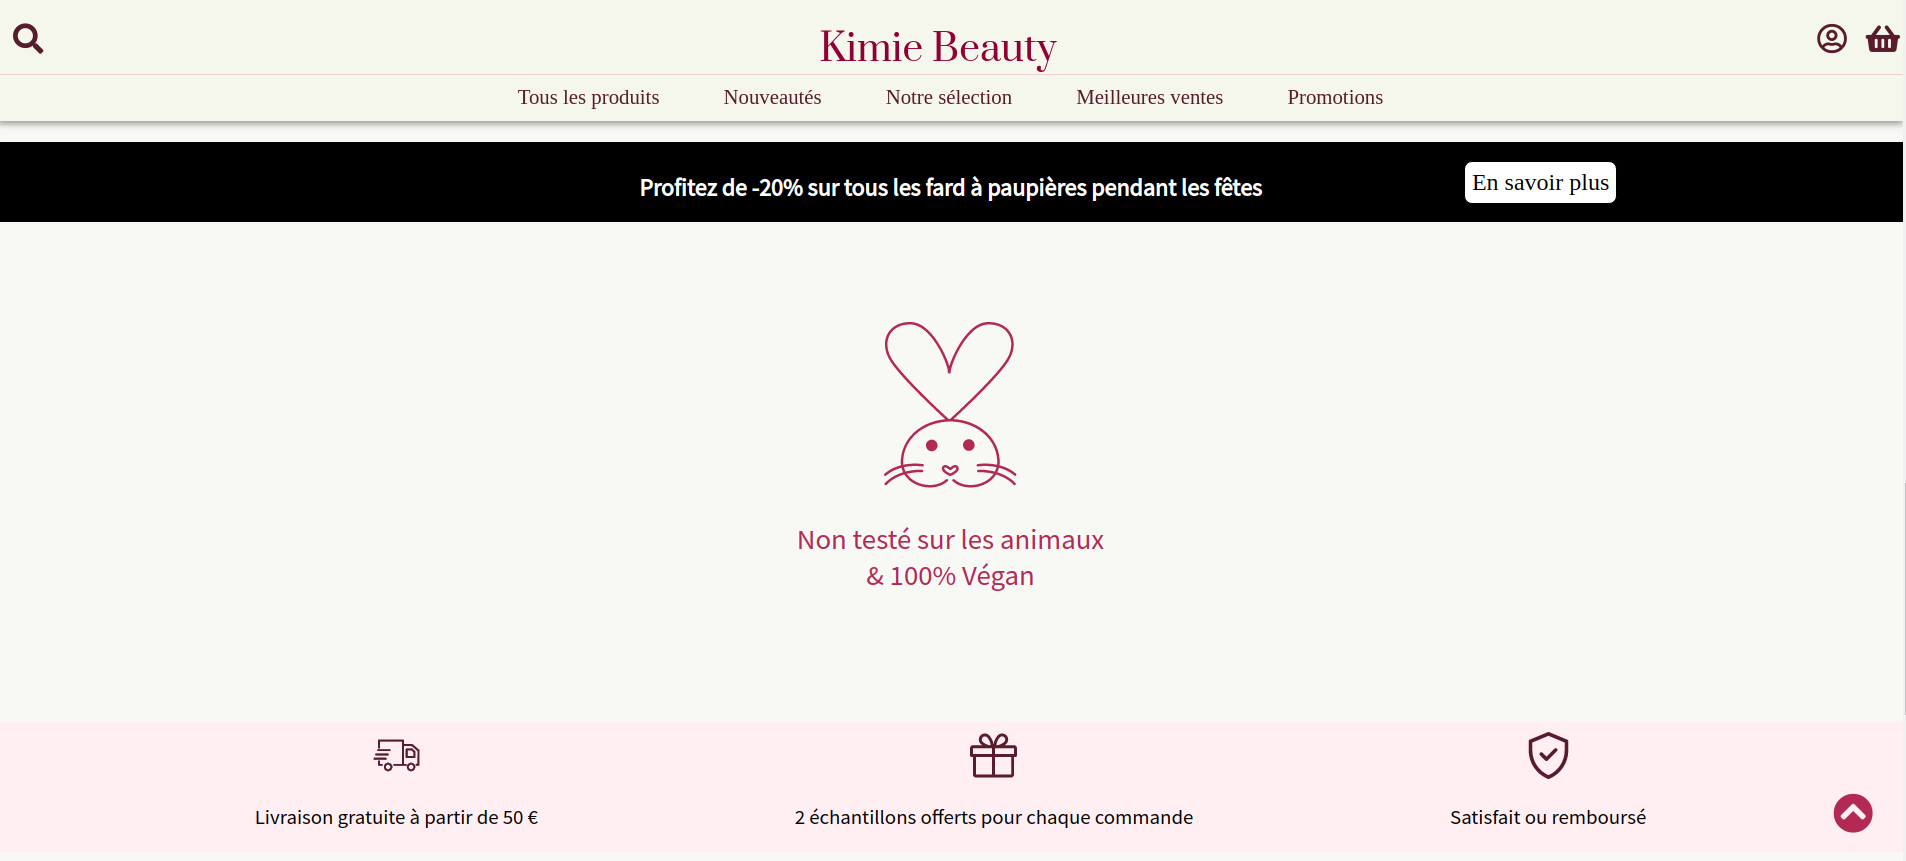 Kimie Beauty
Tous les produits Nouveautés Notre sélection Meilleures ventes Promotions
Profitez de -20% sur tous les fard à paupières pendant les fêtes En savoir plus
Non testé sur les animaux
& 100% Végan
Livraison gratuite à partir de 50 € 2 échantillons offerts pour chaque commande Satisfait ou remboursé